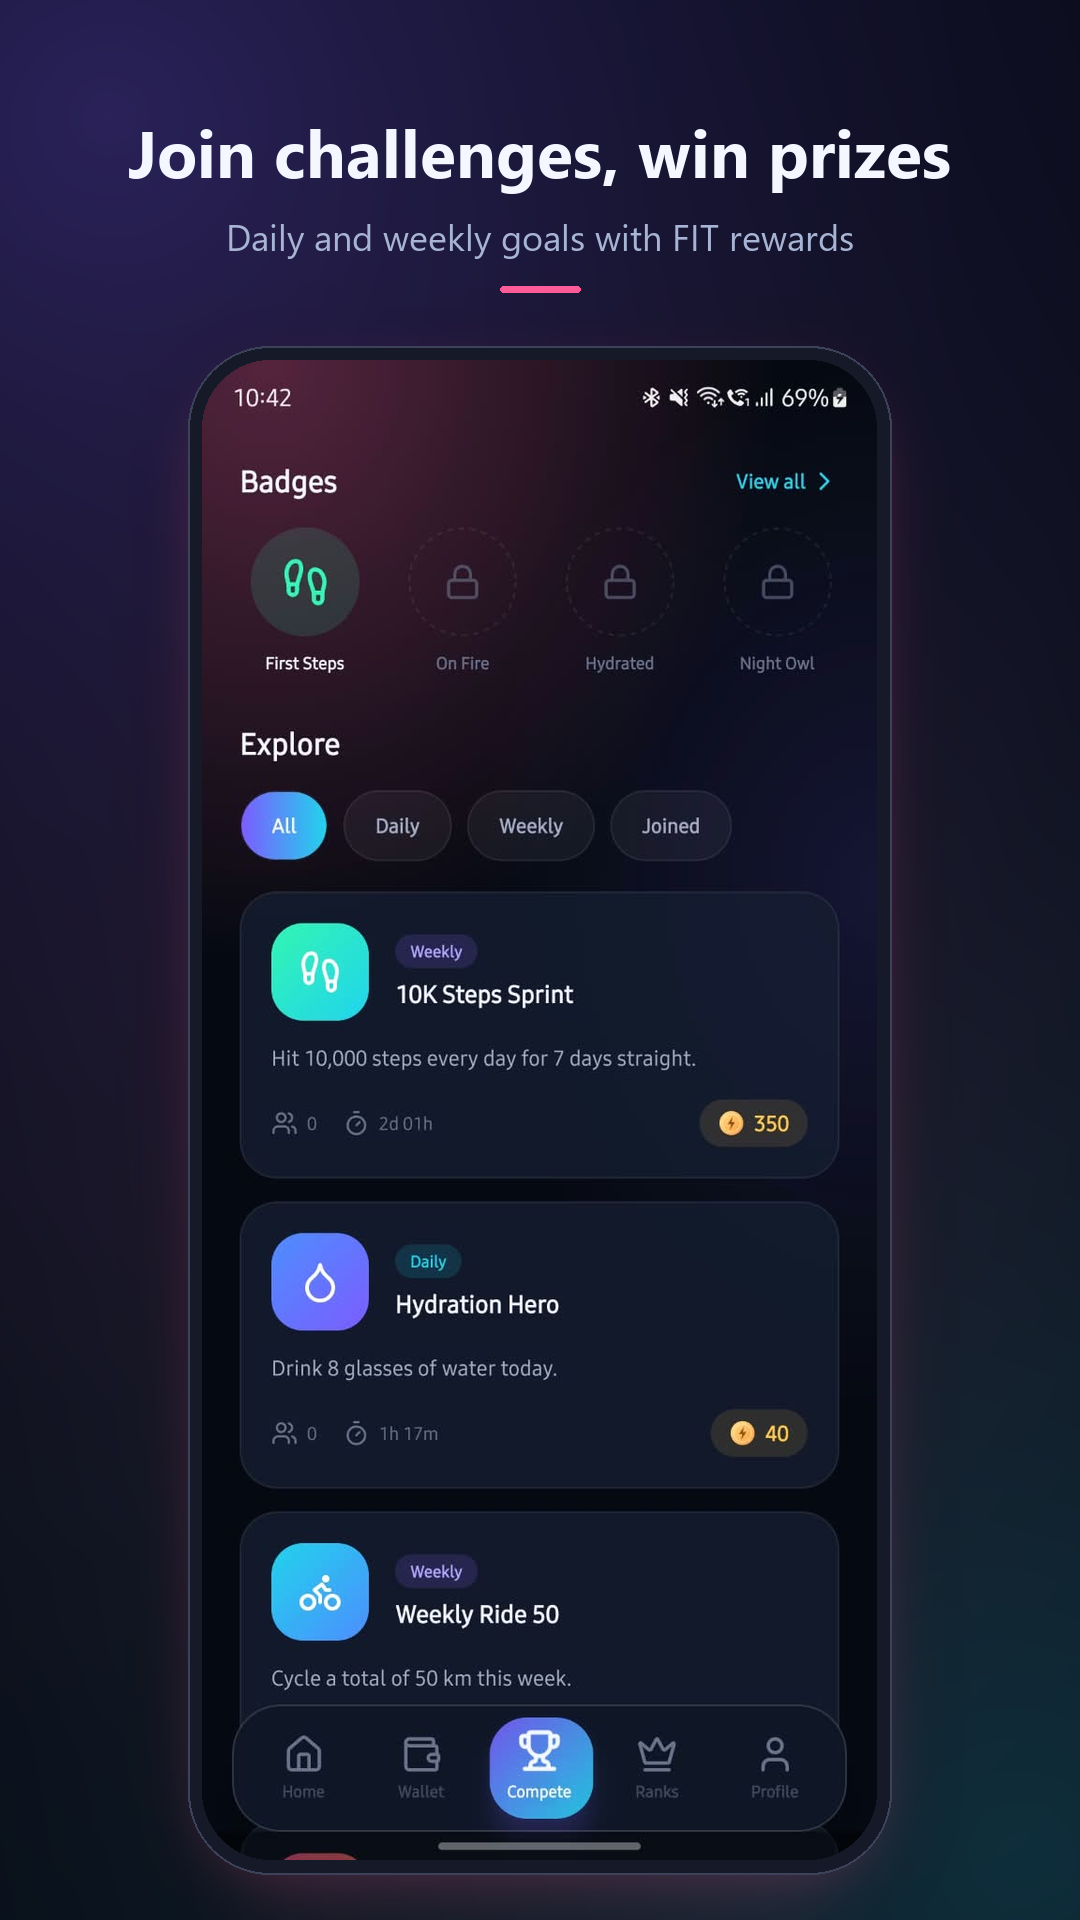 Join challenges, win prizes
Daily and weekly goals with FIT rewards
10:42
69%
Badges
View all
First Steps
On Fire
Hydrated
Night Owl
Explore
All
Daily
Weekly
Joined
Weekly
10K Steps Sprint
Hit 10,000 steps every day for 7 days straight.
0
2d 01h
350
Daily
Hydration Hero
Drink 8 glasses of water today.
0
1h 17m
40
Weekly
Weekly Ride 50
Cycle a total of 50 km this week.
Home
Wallet
Compete
Ranks
Profile